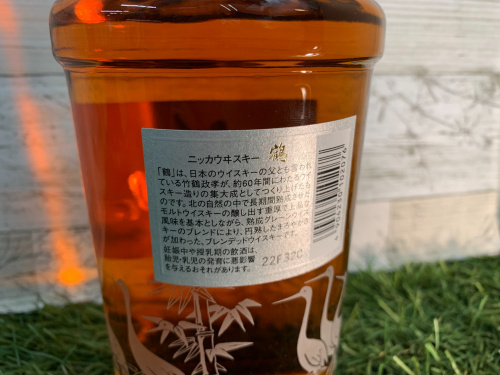 ニッカウヰスキー 鶴
「鶴」は、日本のウイスキーの父とも言われ
ている竹鶴政孝が、約60年間にわたるウイ
スキー造りの集大成としてつくり上げたも
のです。北の自然の中で長期間熟成させた
モルトウイスキーの醸し出す重厚で上品な
風味を基本としながら、熟成グレーンウイス
キーのブレンドにより、円熟したまろやかさ
が加わった、ブレンデッドウイスキーです。
妊娠中や授乳期の飲酒は、
胎児・乳児の発育に悪影響
を与えるおそれがあります。